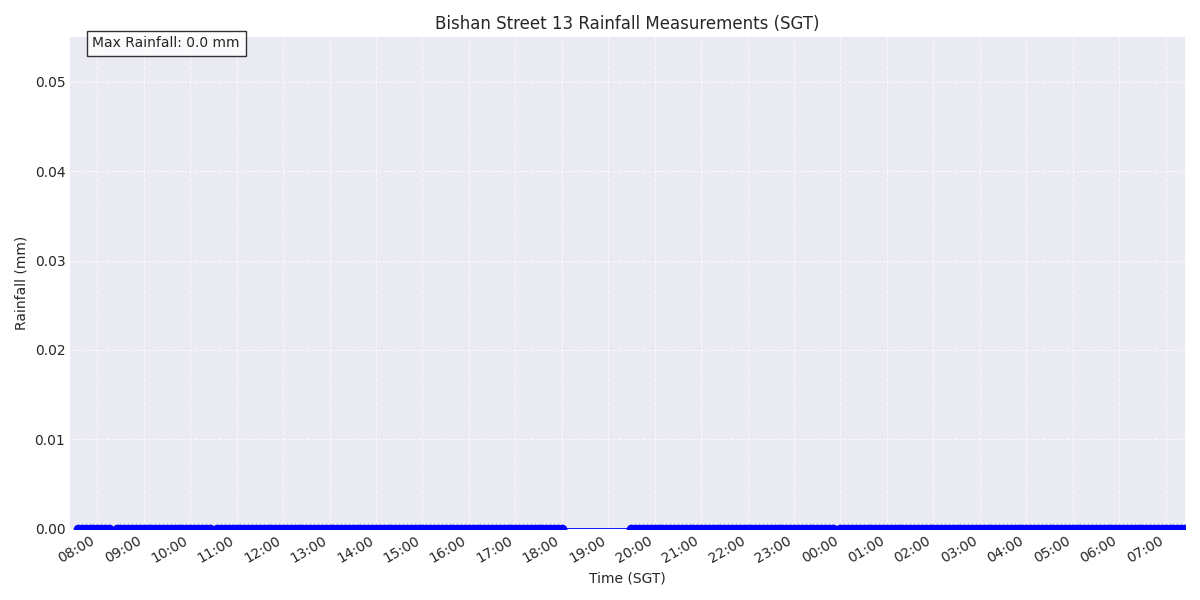 Bishan Street 13 Rainfall Measurements (SGT)
Max Rainfall: 0.0 mm
0.05
0.04
0.03
0.02
0.01
0.00
Rainfall (mm)
08:00 09:00 10:00 11:00 12:00 13:00 14:00 15:00 16:00 17:00 18:00 19:00 20:00 21:00 22:00 23:00 00:00 01:00 02:00 03:00 04:00 05:00 06:00 07:00
Time (SGT)